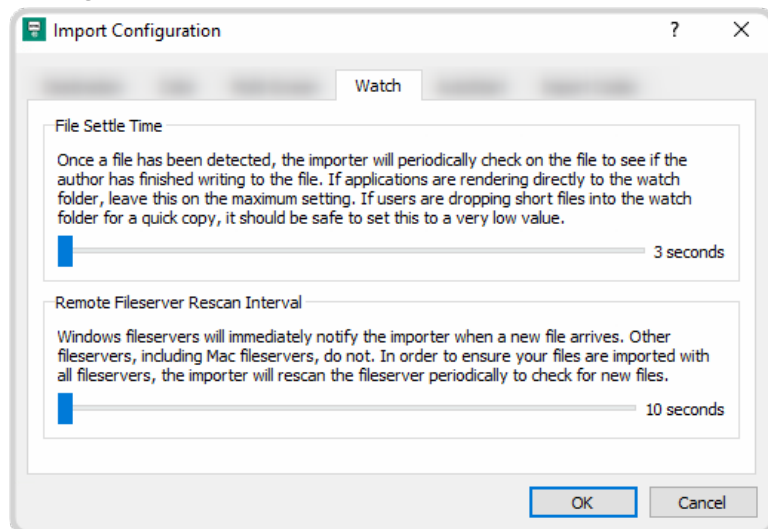 Import Configuration
?
Watch
File Settle Time
Once a file has been detected, the importer will periodically check on the file to see if the
author has finished writing to the file. If applications are rendering directly to the watch
folder, leave this on the maximum setting. If users are dropping short files into the watch
folder for a quick copy, it should be safe to set this to a very low value.
3 seconds
Remote Fileserver Rescan Interval
Windows fileservers will immediately notify the importer when a new file arrives. Other
fileservers, including Mac fileservers, do not. In order to ensure your files are imported with
all fileservers, the importer will rescan the fileserver periodically to check for new files.
10 seconds
OK
Cancel